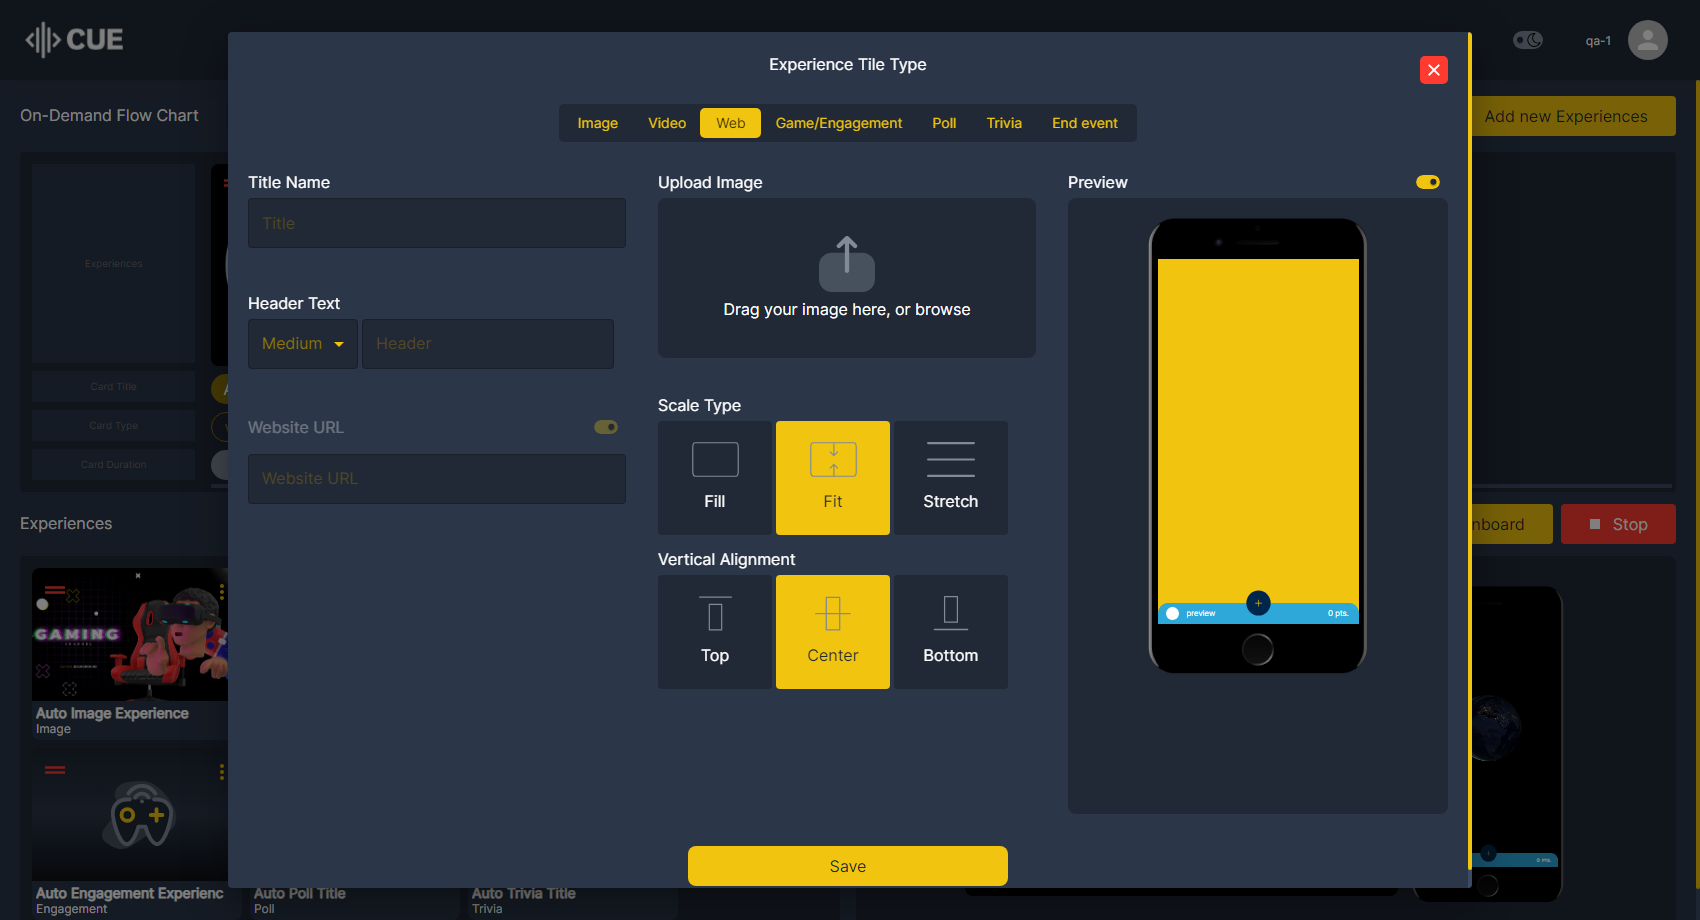 CUE
qa-1
Experience Tile Type
On-Demand Flow Chart
Add new Experiences
Image
Video
Web
Game/Engagement
Poll
Trivia
End event
Title Name
Title
Upload Image
Drag your image here, or browse
Preview
Experiences
Header Text
Medium
Header
Card Title
Card Type
Card Duration
Website URL
Website URL
Scale Type
Fill
Fit
Stretch
Vertical Alignment
Top
Center
Bottom
preview
0 pts.
Experiences
Stop
GAMING
Auto Image Experience
Image
Auto Engagement Experienc
Engagement
Auto Poll Title
Poll
Auto Trivia Title
Trivia
Save
0 pts.